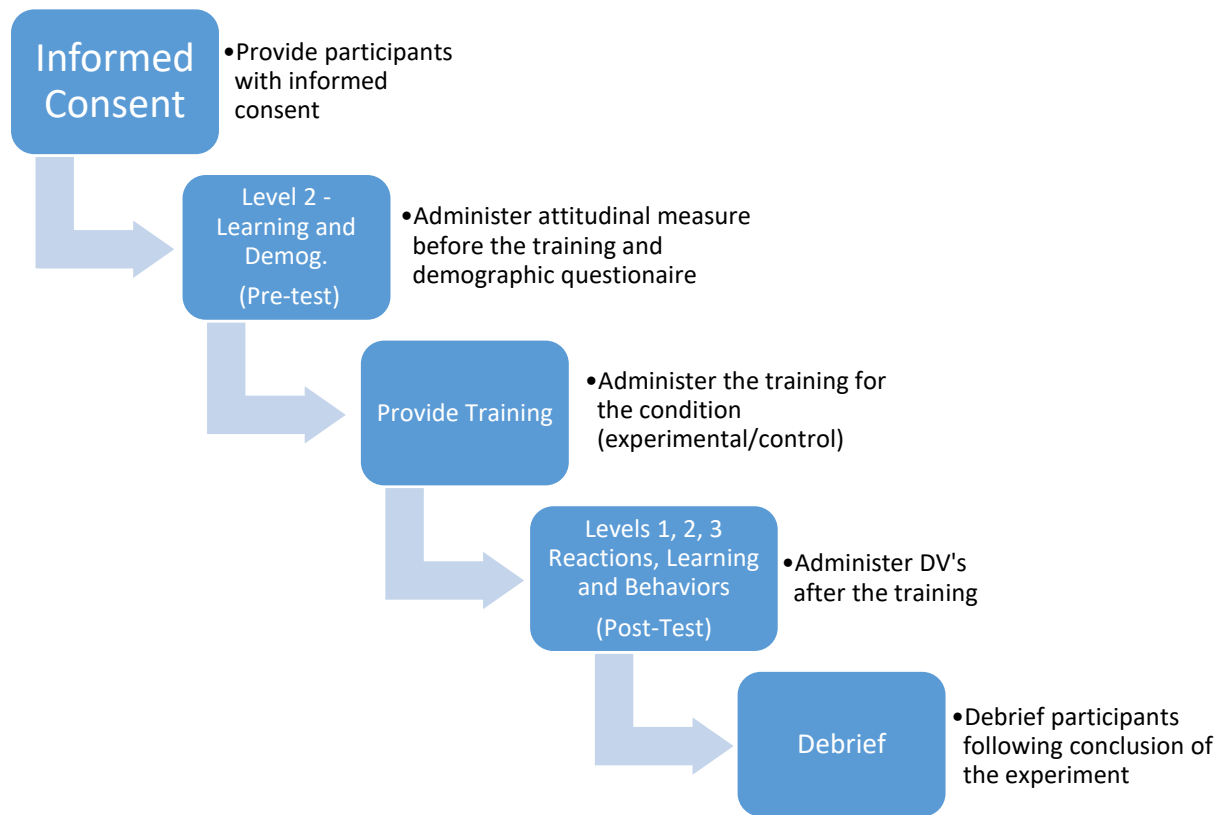 Informed
Consent
•Provide participants
with informed
consent
Level 2 -
Learning and
Demog.
(Pre-test)
•Administer attitudinal measure
before the training and
demographic questionaire
Provide Training
•Administer the training for
the condition
(experimental/control)
Levels 1, 2, 3
Reactions, Learning
and Behaviors
(Post-Test)
•Administer DV's
after the training
Debrief
•Debrief participants
following conclusion of
the experiment